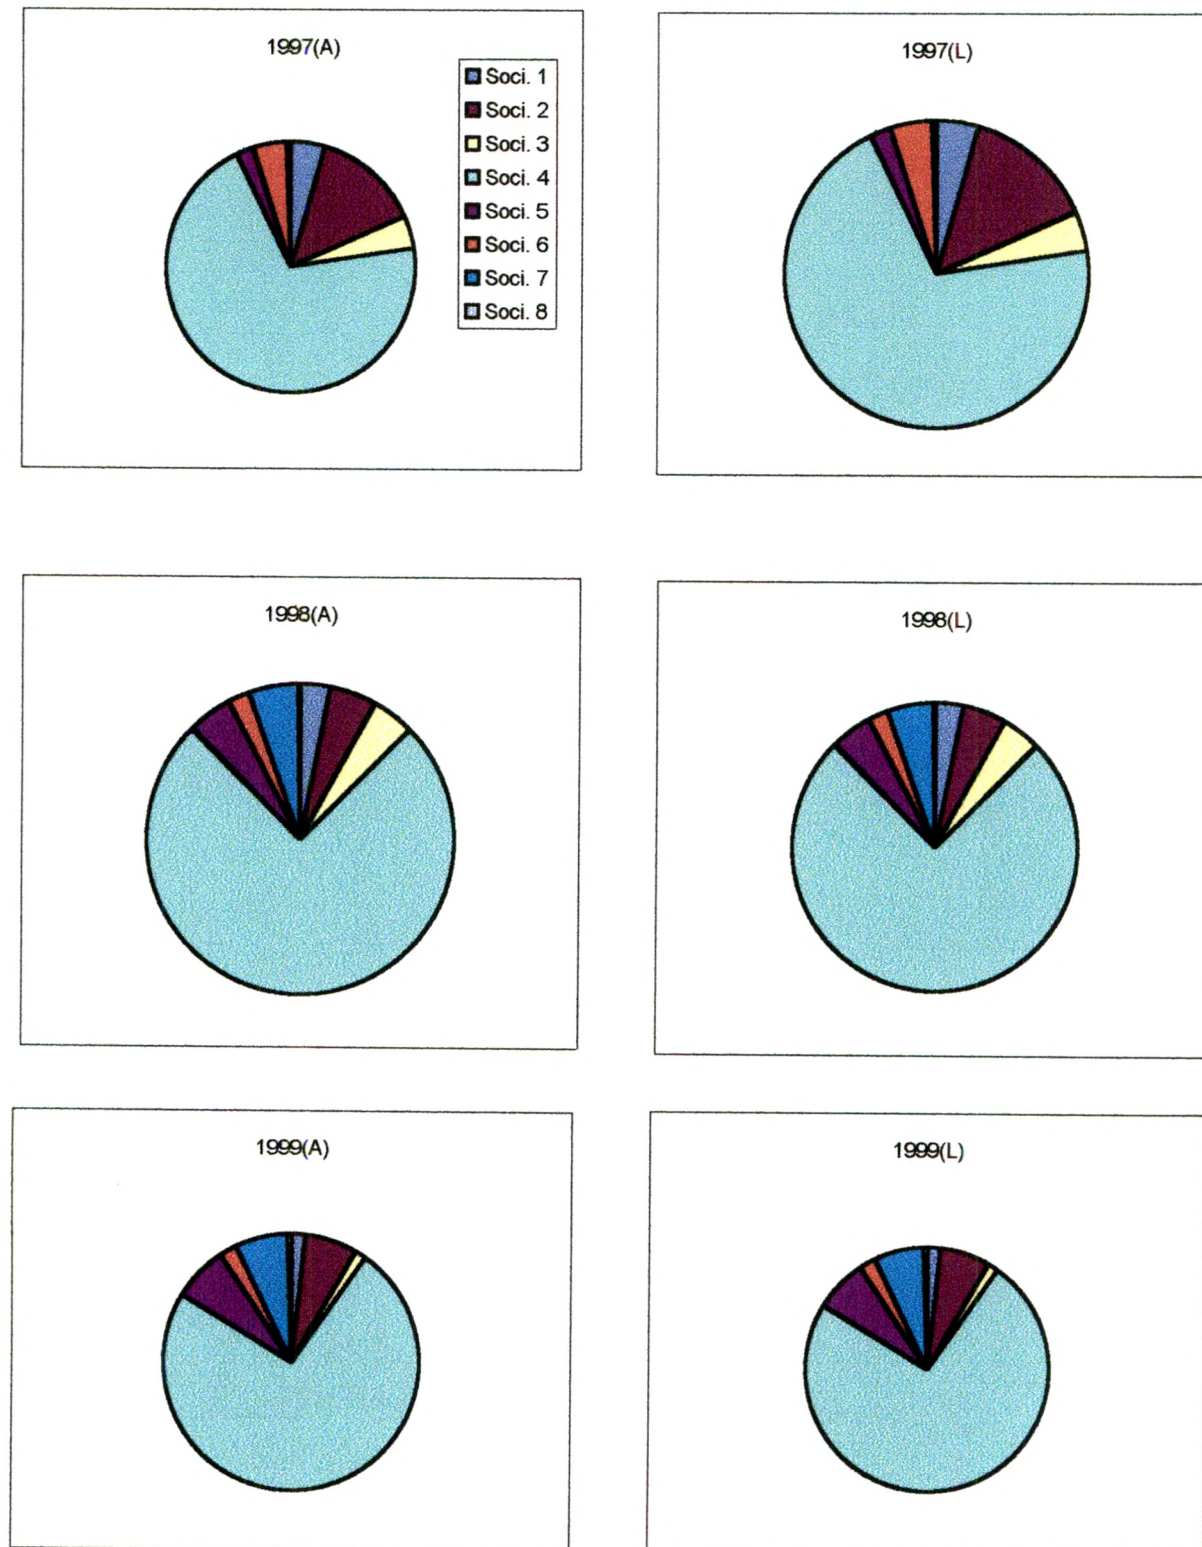 1997(A)
Soci. 1
Soci. 2
Soci. 3
Soci. 4
Soci. 5
Soci. 6
Soci. 7
Soci. 8
1997(L)
1998(A)
1998(L)
1999(A)
1999(L)